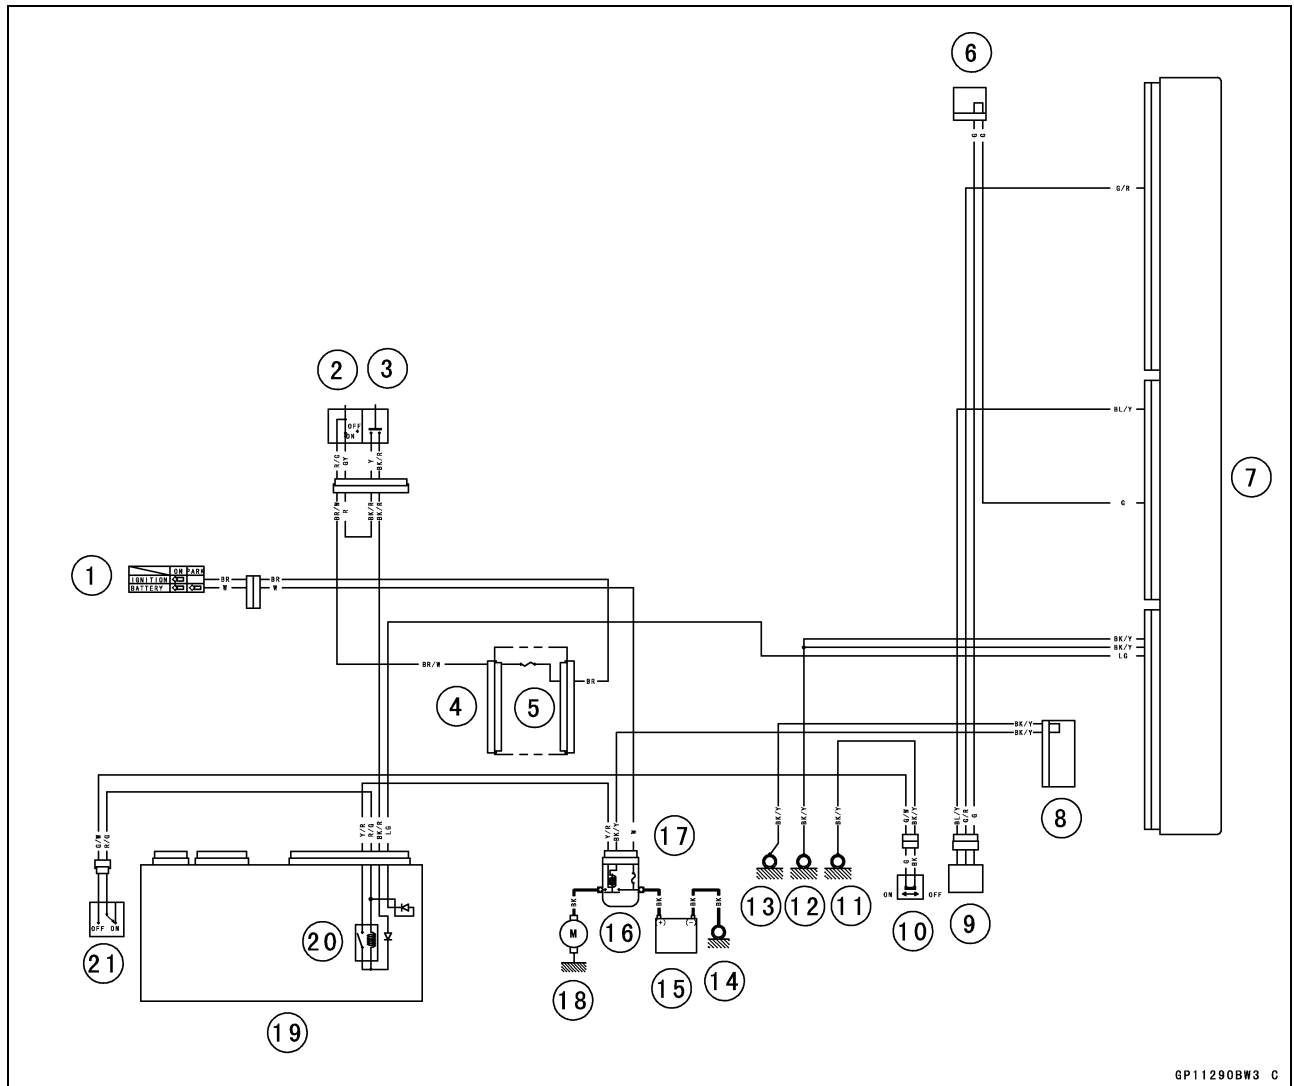 6
G G
G/R
2 3
OFF
ON
R/G GY Y BK/R
BL/Y
7
BR/W R BK/R BK/R
G
1
ON PARK
IGNITION BR BR
BATTERY W W
BK/Y
BK/Y
LG
BR/W
BR
4 5
BK/Y
BK/Y
8
G/W R/G
Y/R R/G BK/R LG
Y/R BK/Y W
17
BK/Y BK/Y BK/Y
G/W BK/Y
BL/Y G/R G
G BK
ON OFF
13 12 11
10 9
BK BK BK
M
(+) (-)
16
OFF ON
20
21
18 15 14
19
GP11290BW3 C